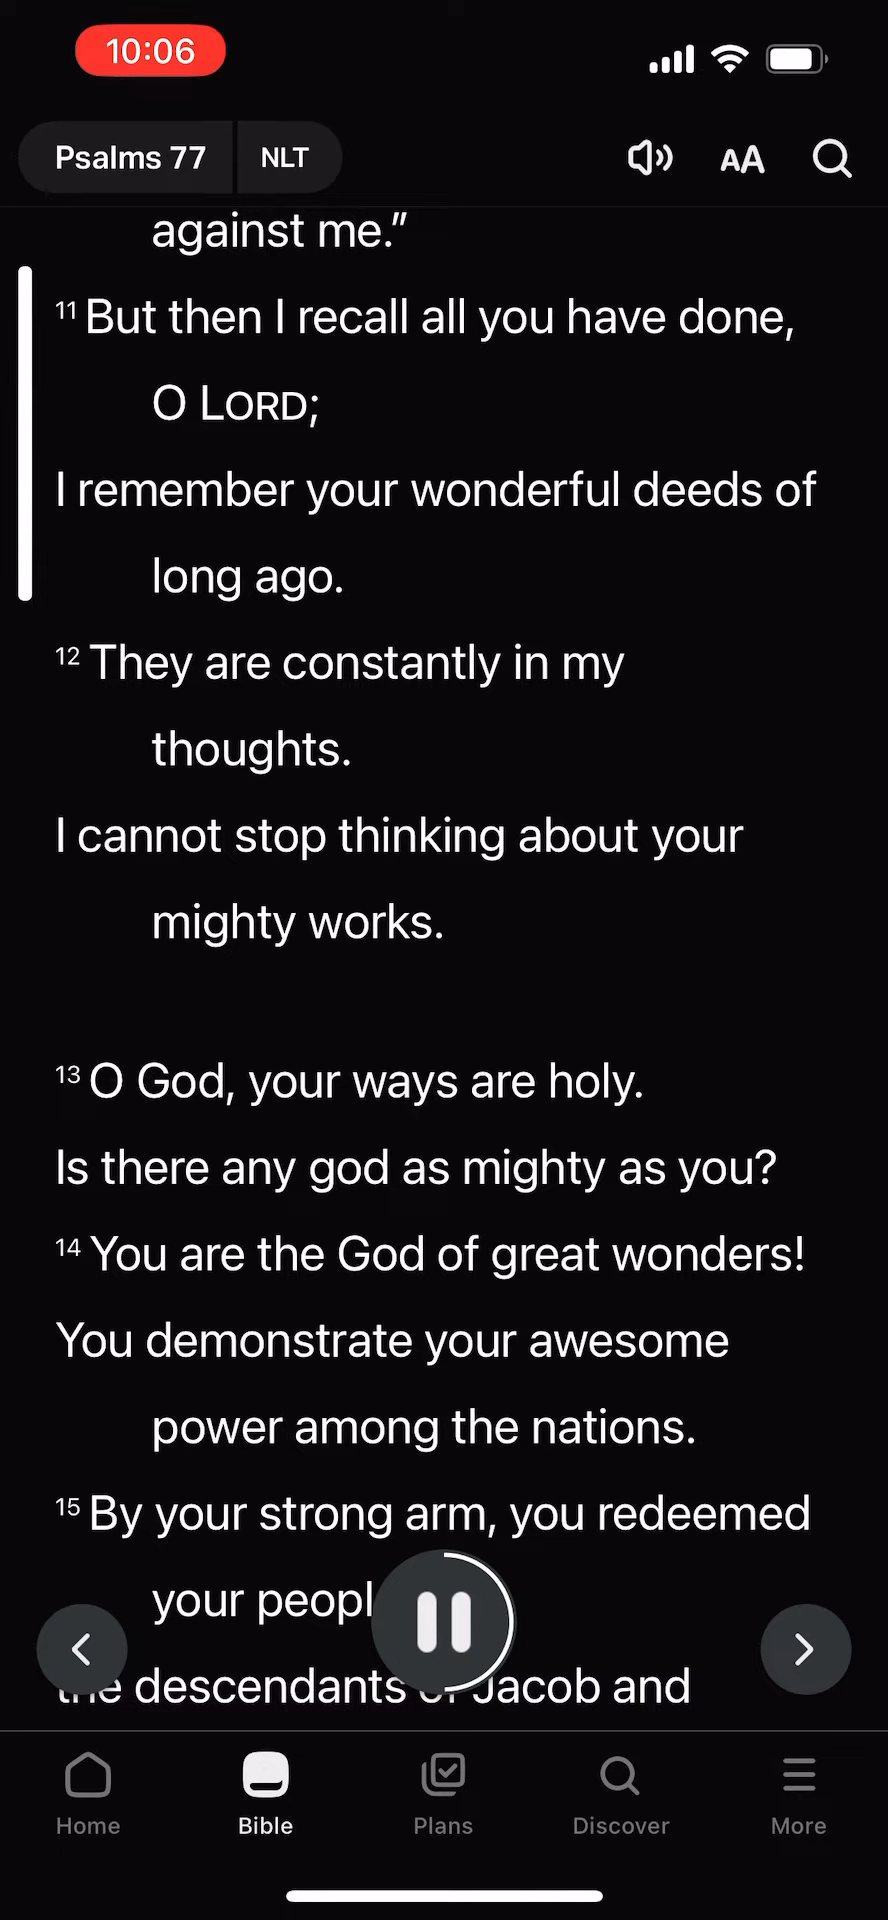 10:06
Psalms 77 NLT AA
against me.”
11 But then I recall all you have done,
O LORD;
I remember your wonderful deeds of
long ago.
12 They are constantly in my
thoughts.
I cannot stop thinking about your
mighty works.
13 O God, your ways are holy.
Is there any god as mighty as you?
14 You are the God of great wonders!
You demonstrate your awesome
power among the nations.
15 By your strong arm, you redeemed
your
descendants Jacob and
Home Bible Plans Discover More